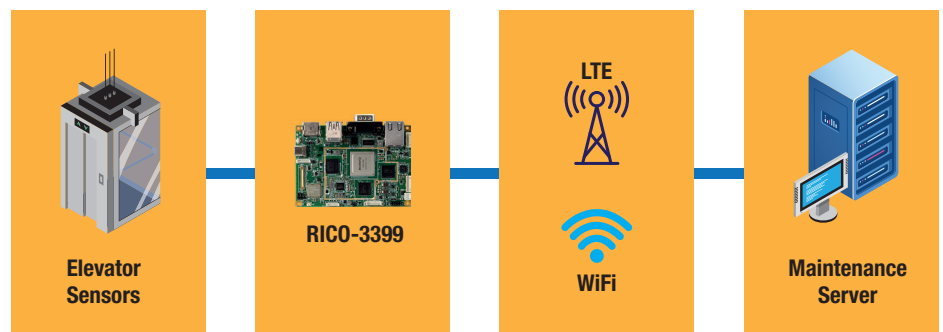 Elevator
Sensors
RICO-3399
LTE
WiFi
Maintenance
Server